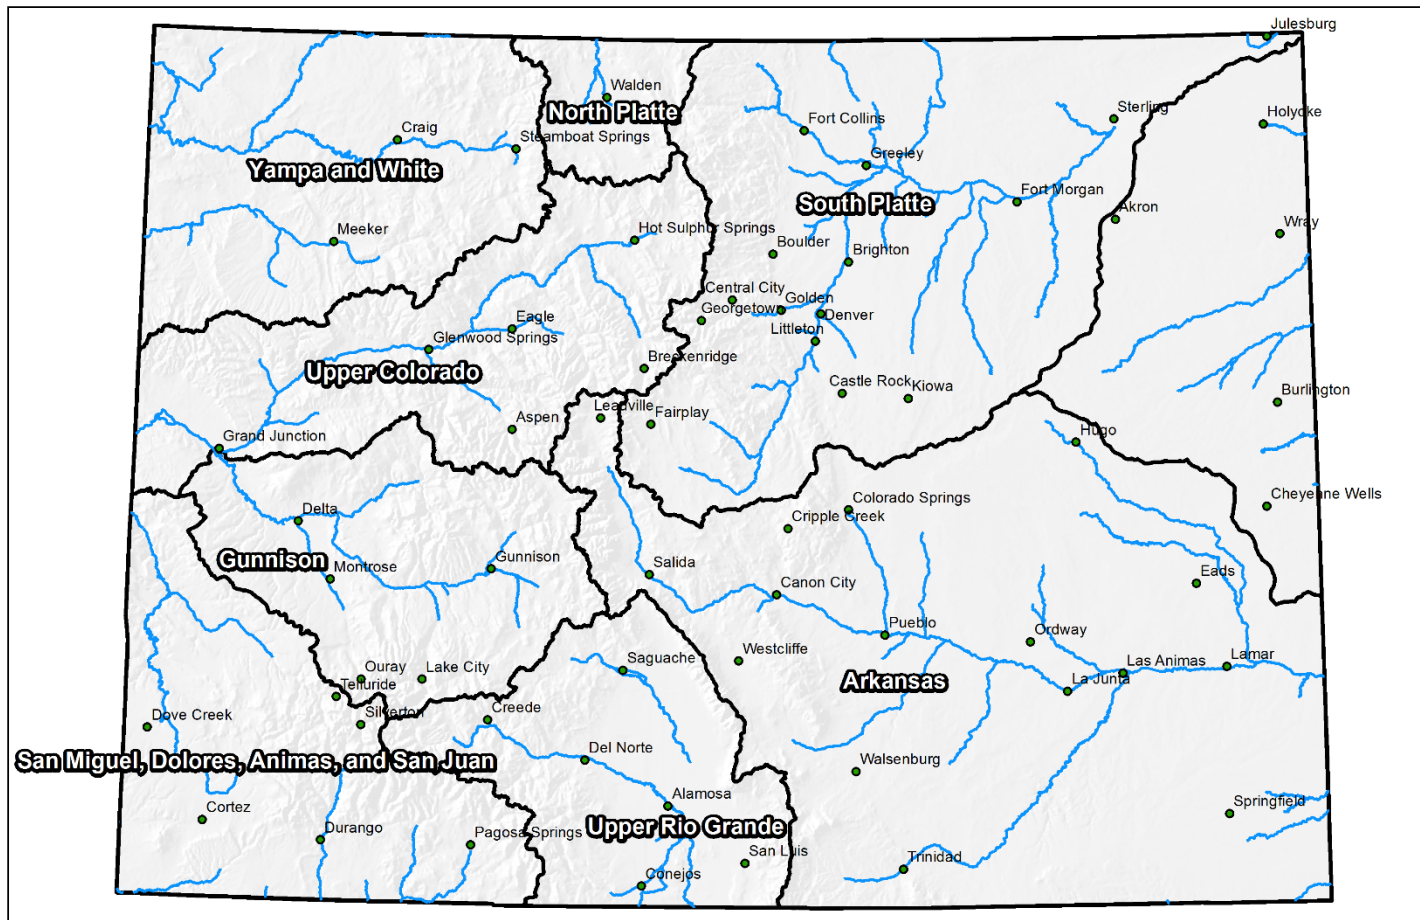 Julesburg
Walden
North Platte
Sterling
Holyoke
Fort Collins
Craig
Steamboat Springs
Greeley
Yampa and White
Fort Morgan
South Platte
Akron
Wray
Meeker
Hot Sulphur Springs
Boulder
Brighton
Central City
Golden
Georgetown
Denver
Eagle
Glenwood Springs
Littleton
Breckenridge
Upper Colorado
Castle Rock
Kiowa
Burlington
Leadville
Aspen
Fairplay
Grand Junction
Hugo
Cheyenne Wells
Colorado Springs
Delta
Cripple Creek
Gunnison
Gunnison
Montrose
Salida
Canon City
Eads
Pueblo
Ordway
Westcliffe
Saguache
Ouray
Lake City
Las Animas
Lamar
Telluride
La Junta
Arkansas
Dove Creek
Silverton
Creede
Del Norte
San Miguel, Dolores, Animas, and San Juan
Walsenburg
Alamosa
Springfield
Cortez
Upper Rio Grande
Durango
Pagosa Springs
San Luis
Trinidad
Conejos